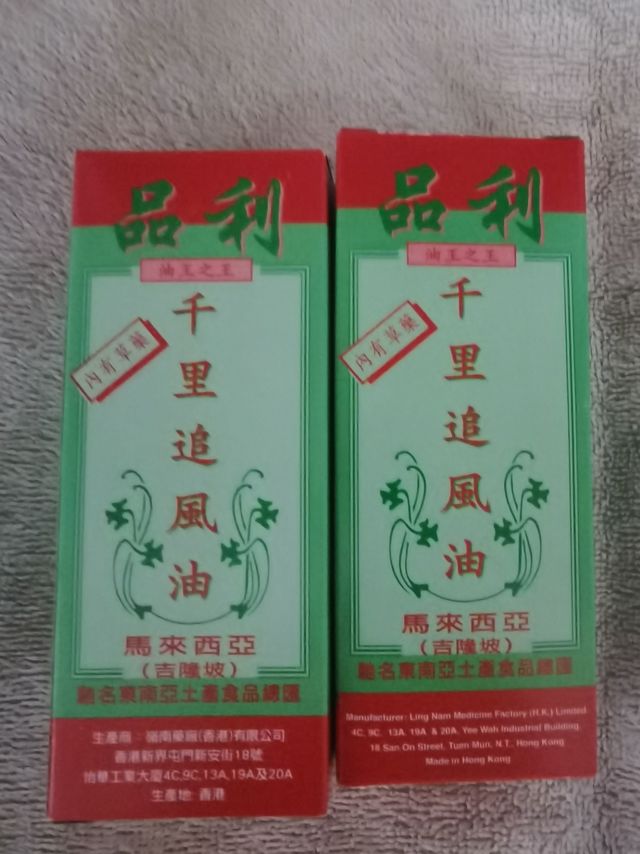 品利
油王之王
千里追風油
內有草藥
馬來西亞
(吉隆坡)
馳名東南亞土產食品總匯
生產商：嶺南藥廠(香港)有限公司
香港新界屯門新安街18號
怡華工業大廈4C,9C,13A,19A及20A
生產地: 香港
品利
油王之王
千里追風油
內有草藥
馬來西亞
(吉隆坡)
馳名東南亞土產食品總匯
Manufacturer: Ling Nam Medicine Factory (H.K.) Limited
4C, 9C, 13A, 19A & 20A, Yee Wah Industrial Building,
18 San On Street, Tuen Mun, N.T., Hong Kong
Made in Hong Kong